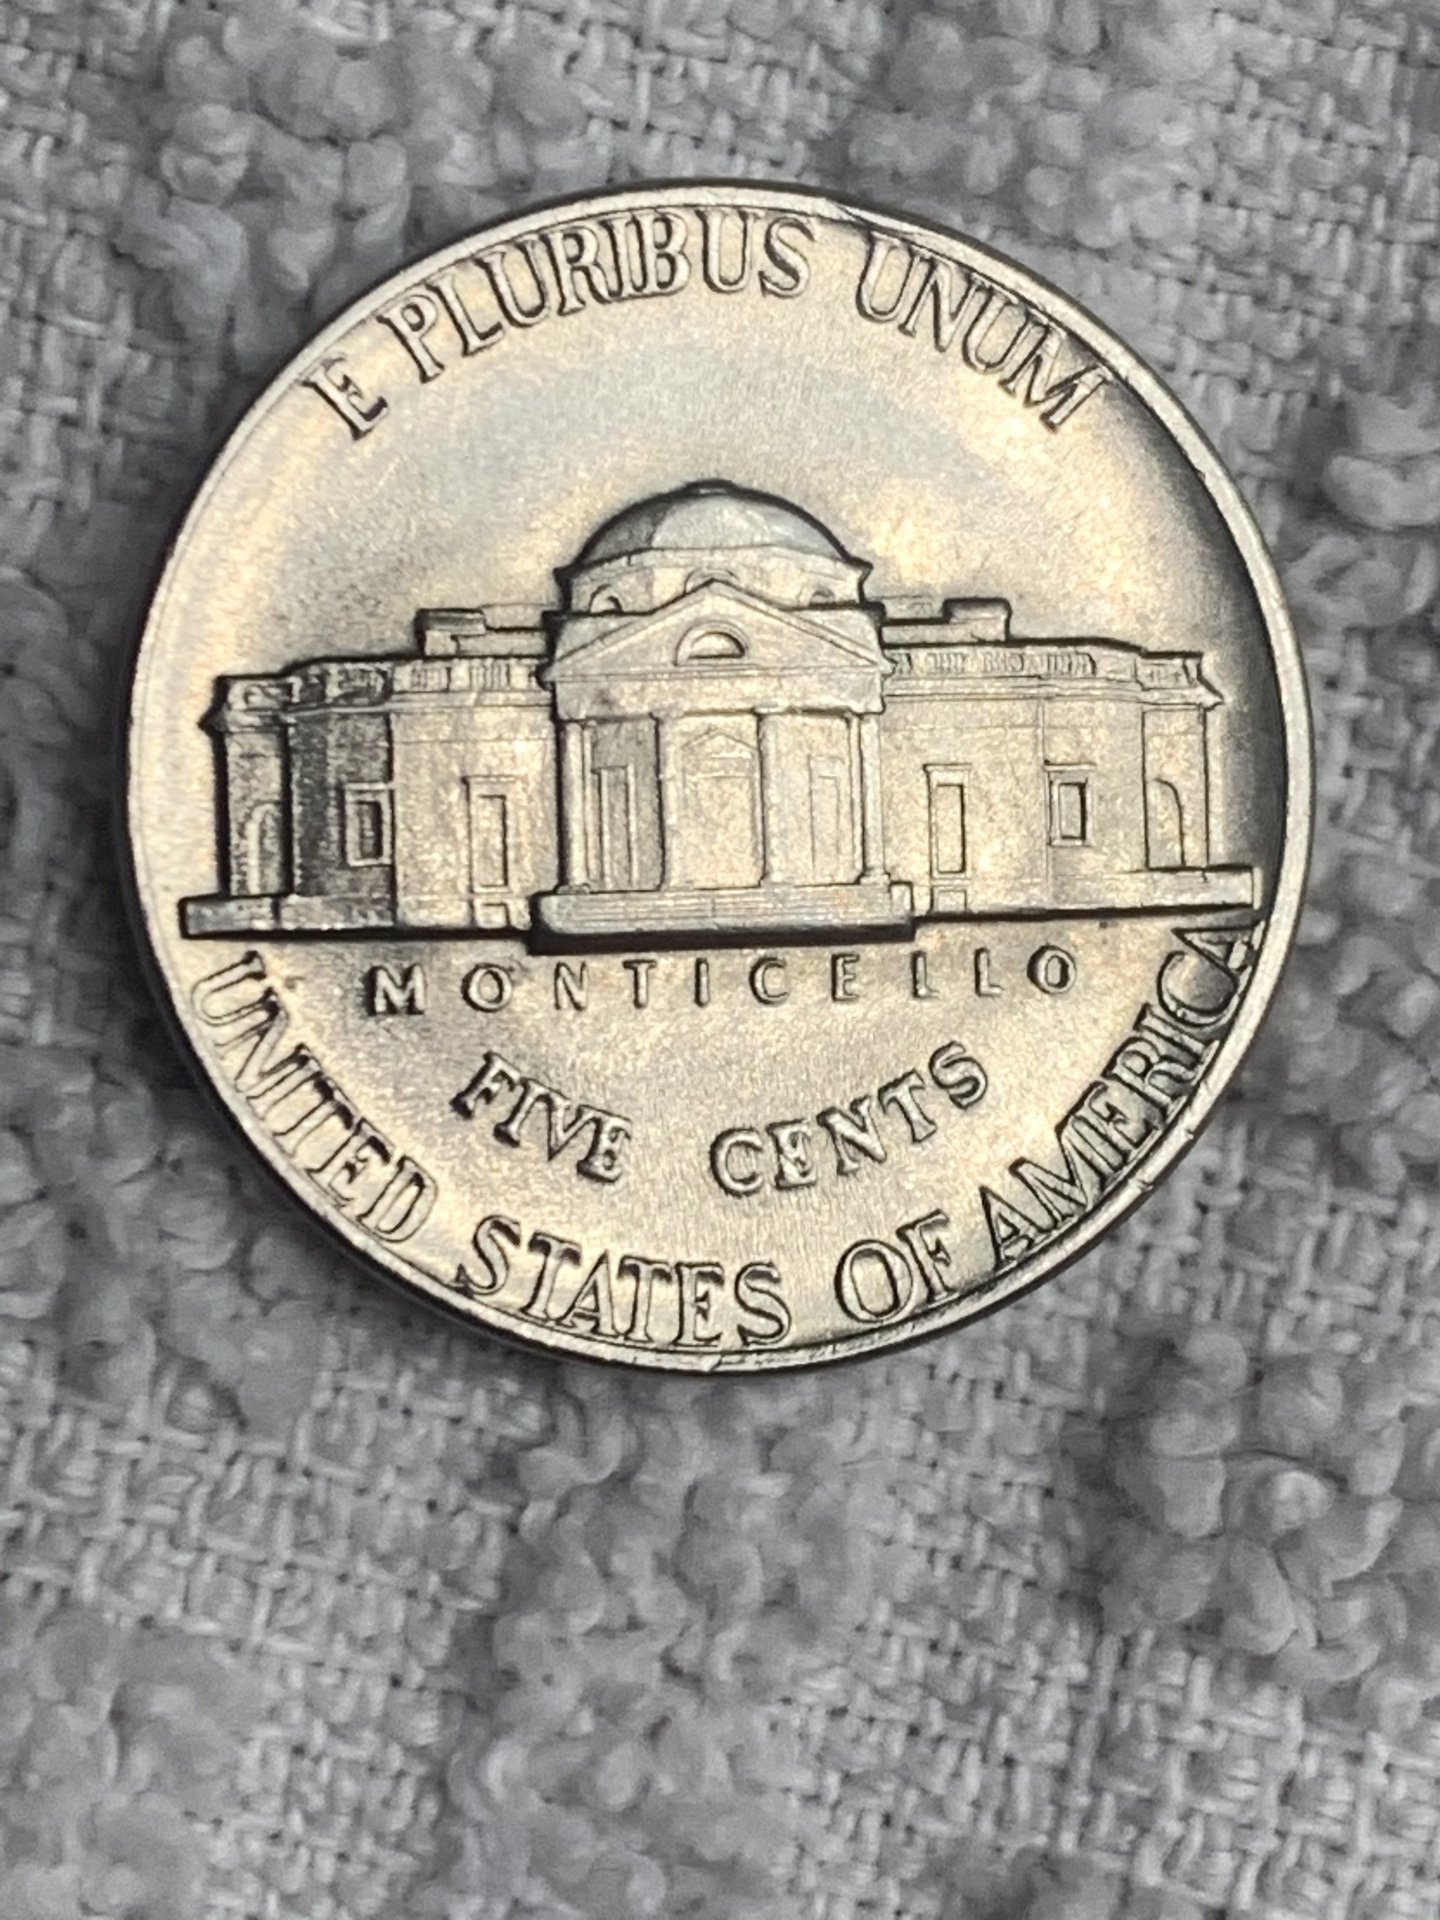 E PLURIBUS UNUM
MONTICELLO
FIVE CENTS
UNITED STATES OF AMERICA